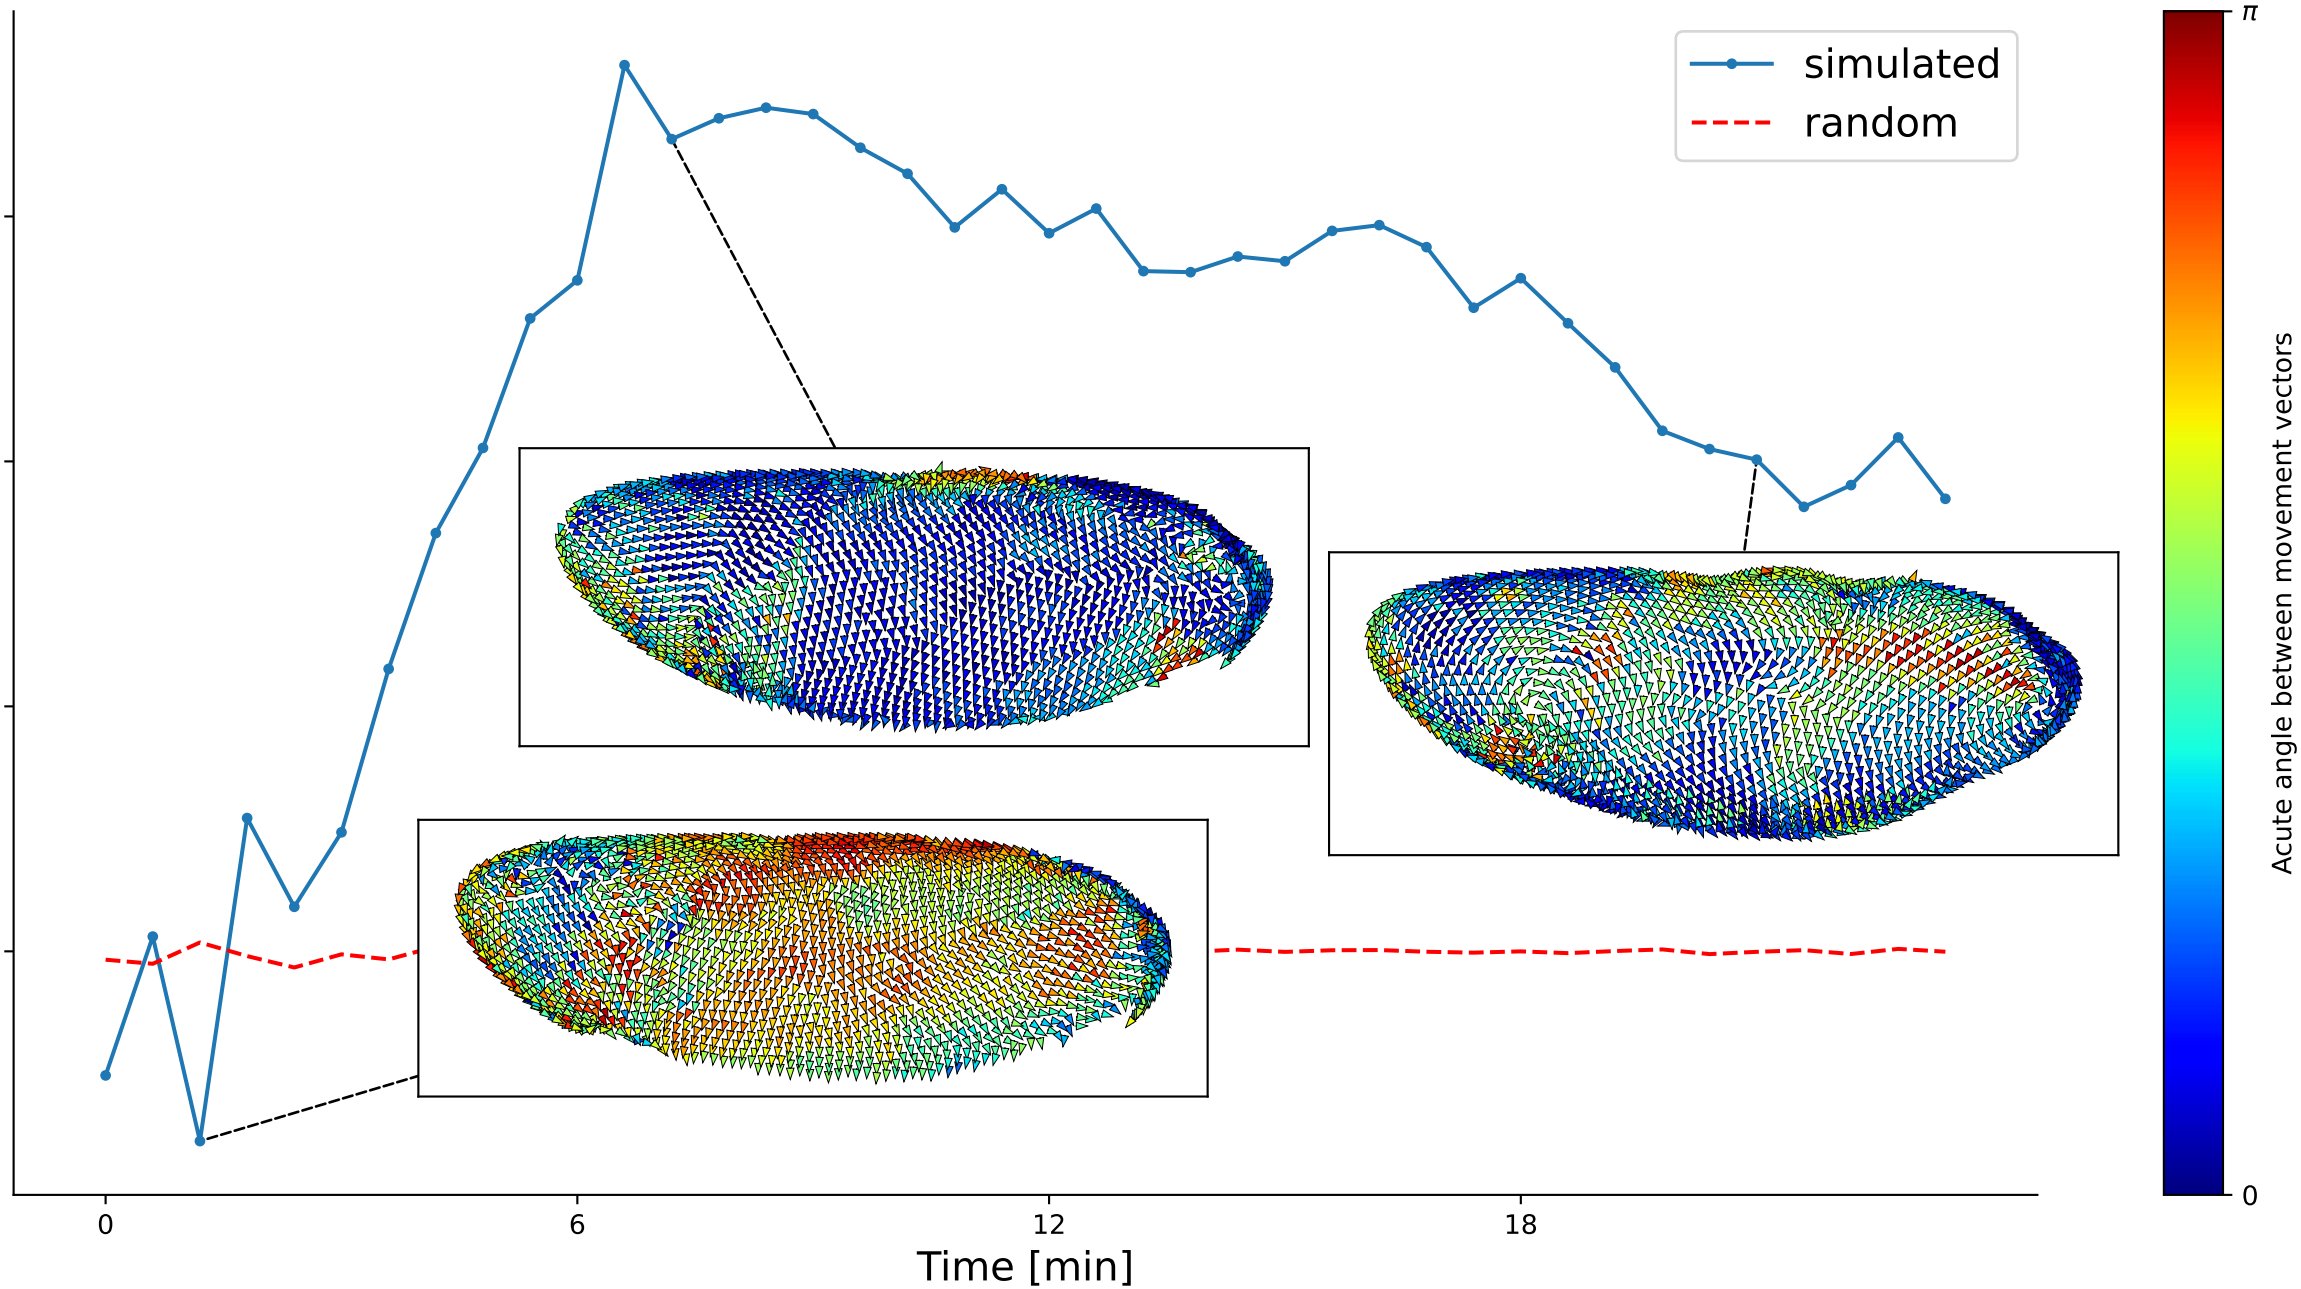 simulated
random
0
6
12
18
Time [min]
π
0
Acute angle between movement vectors